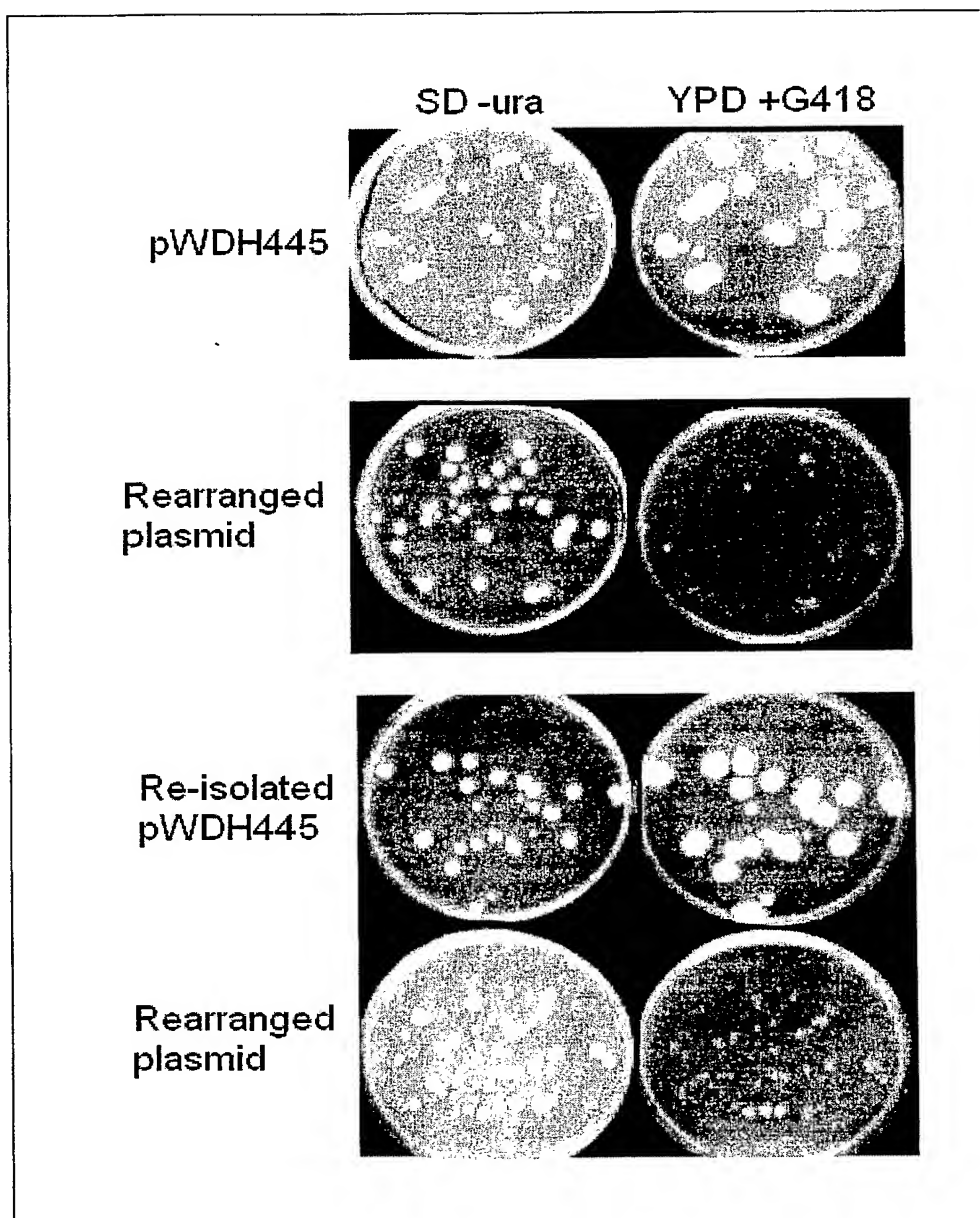 SD -ura YPD +G418
pWDH445
Rearranged
plasmid
Re-isolated
pWDH445
Rearranged
plasmid